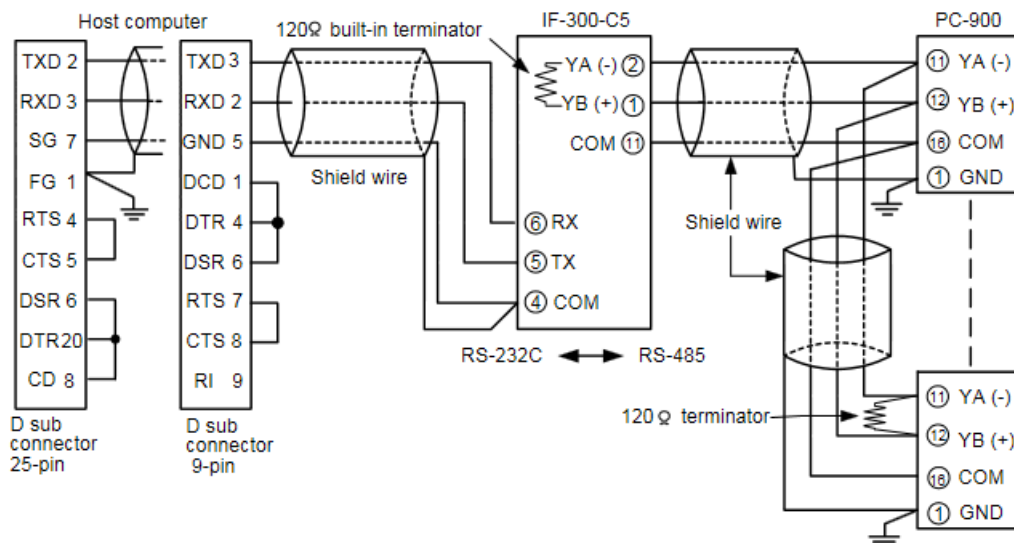 Host computer
TXD 2
RXD 3
SG 7
FG 1
RTS 4
CTS 5
DSR 6
DTR20
CD 8
D sub
connector
25-pin
TXD 3
RXD 2
GND 5
DCD 1
DTR 4
DSR 6
RTS 7
CTS 8
RI 9
D sub
connector
9-pin
120Ω built-in terminator
Shield wire
IF-300-C5
YA (-) ②
YB (+) ①
COM ⑪
⑥ RX
⑤ TX
④ COM
RS-232C
RS-485
Shield wire
PC-900
⑪ YA (-)
⑫ YB (+)
⑯ COM
① GND
120Ω terminator
⑪ YA (-)
⑫ YB (+)
⑯ COM
① GND